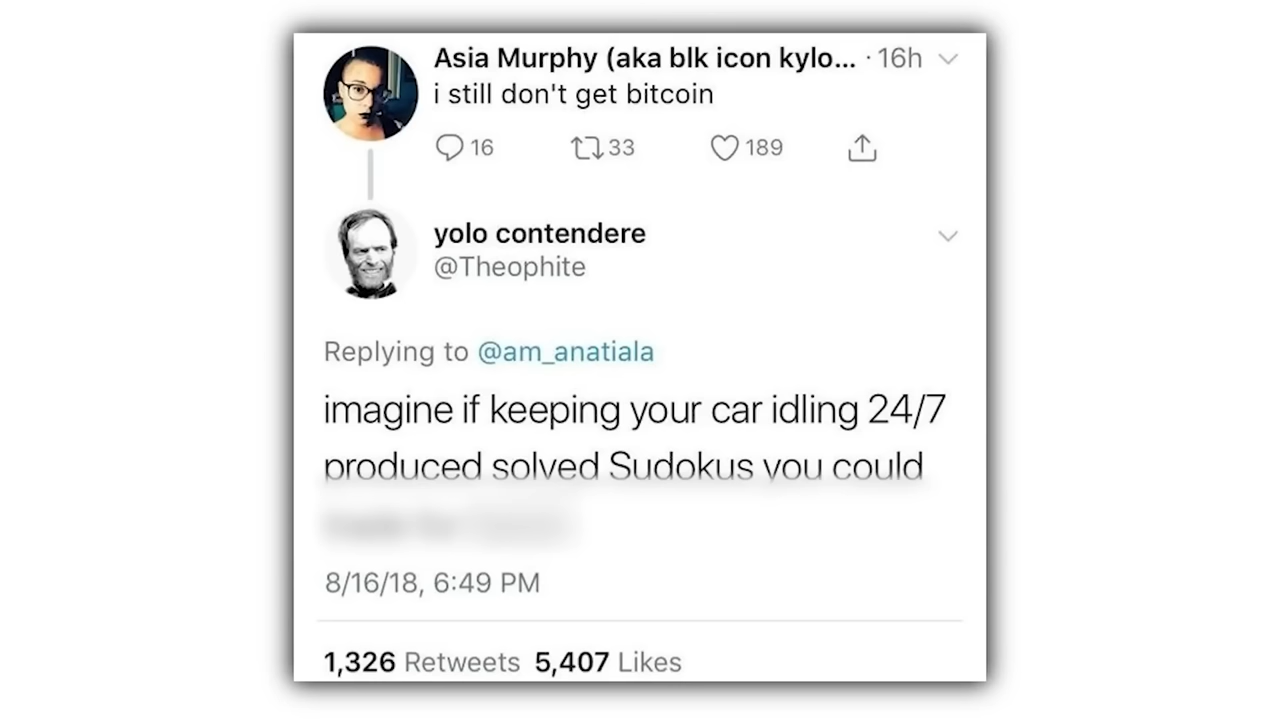 Asia Murphy (aka blk icon kylo... · 16h
i still don't get bitcoin
16 33 189
yolo contendere
@Theophite
Replying to @am_anatiala
imagine if keeping your car idling 24/7
produced solved Sudokus you could
8/16/18, 6:49 PM
1,326 Retweets 5,407 Likes